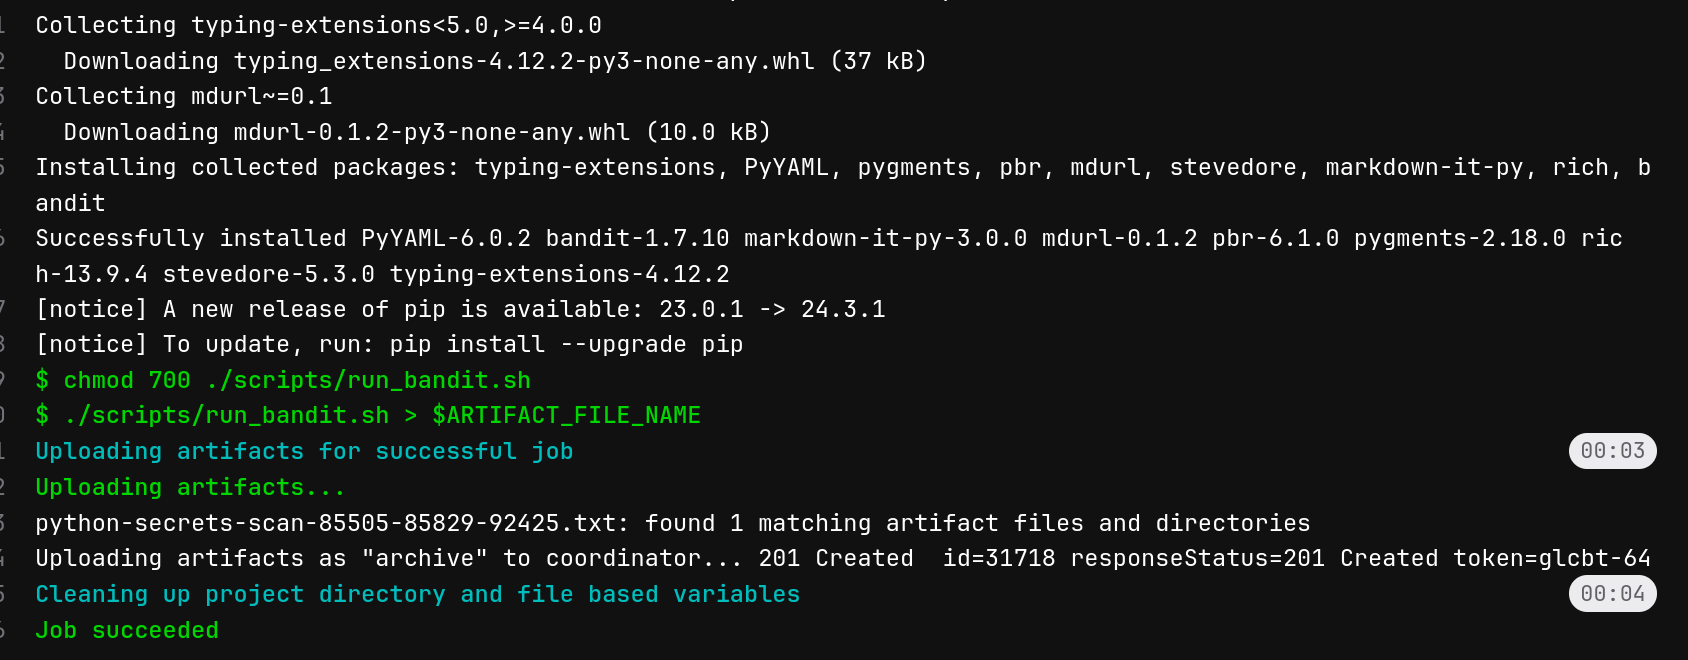 Collecting typing-extensions<5.0,>=4.0.0
Downloading typing_extensions-4.12.2-py3-none-any.whl (37 kB)
Collecting mdurl~=0.1
Downloading mdurl-0.1.2-py3-none-any.whl (10.0 kB)
Installing collected packages: typing-extensions, PyYAML, pygments, pbr, mdurl, stevedore, markdown-it-py, rich, b
andit
Successfully installed PyYAML-6.0.2 bandit-1.7.10 markdown-it-py-3.0.0 mdurl-0.1.2 pbr-6.1.0 pygments-2.18.0 ric
h-13.9.4 stevedore-5.3.0 typing-extensions-4.12.2
[notice] A new release of pip is available: 23.0.1 -> 24.3.1
[notice] To update, run: pip install --upgrade pip
$ chmod 700 ./scripts/run_bandit.sh
$ ./scripts/run_bandit.sh > $ARTIFACT_FILE_NAME
Uploading artifacts for successful job 00:03
Uploading artifacts...
python-secrets-scan-85505-85829-92425.txt: found 1 matching artifact files and directories
Uploading artifacts as "archive" to coordinator... 201 Created  id=31718 responseStatus=201 Created token=glcbt-64
Cleaning up project directory and file based variables 00:04
Job succeeded